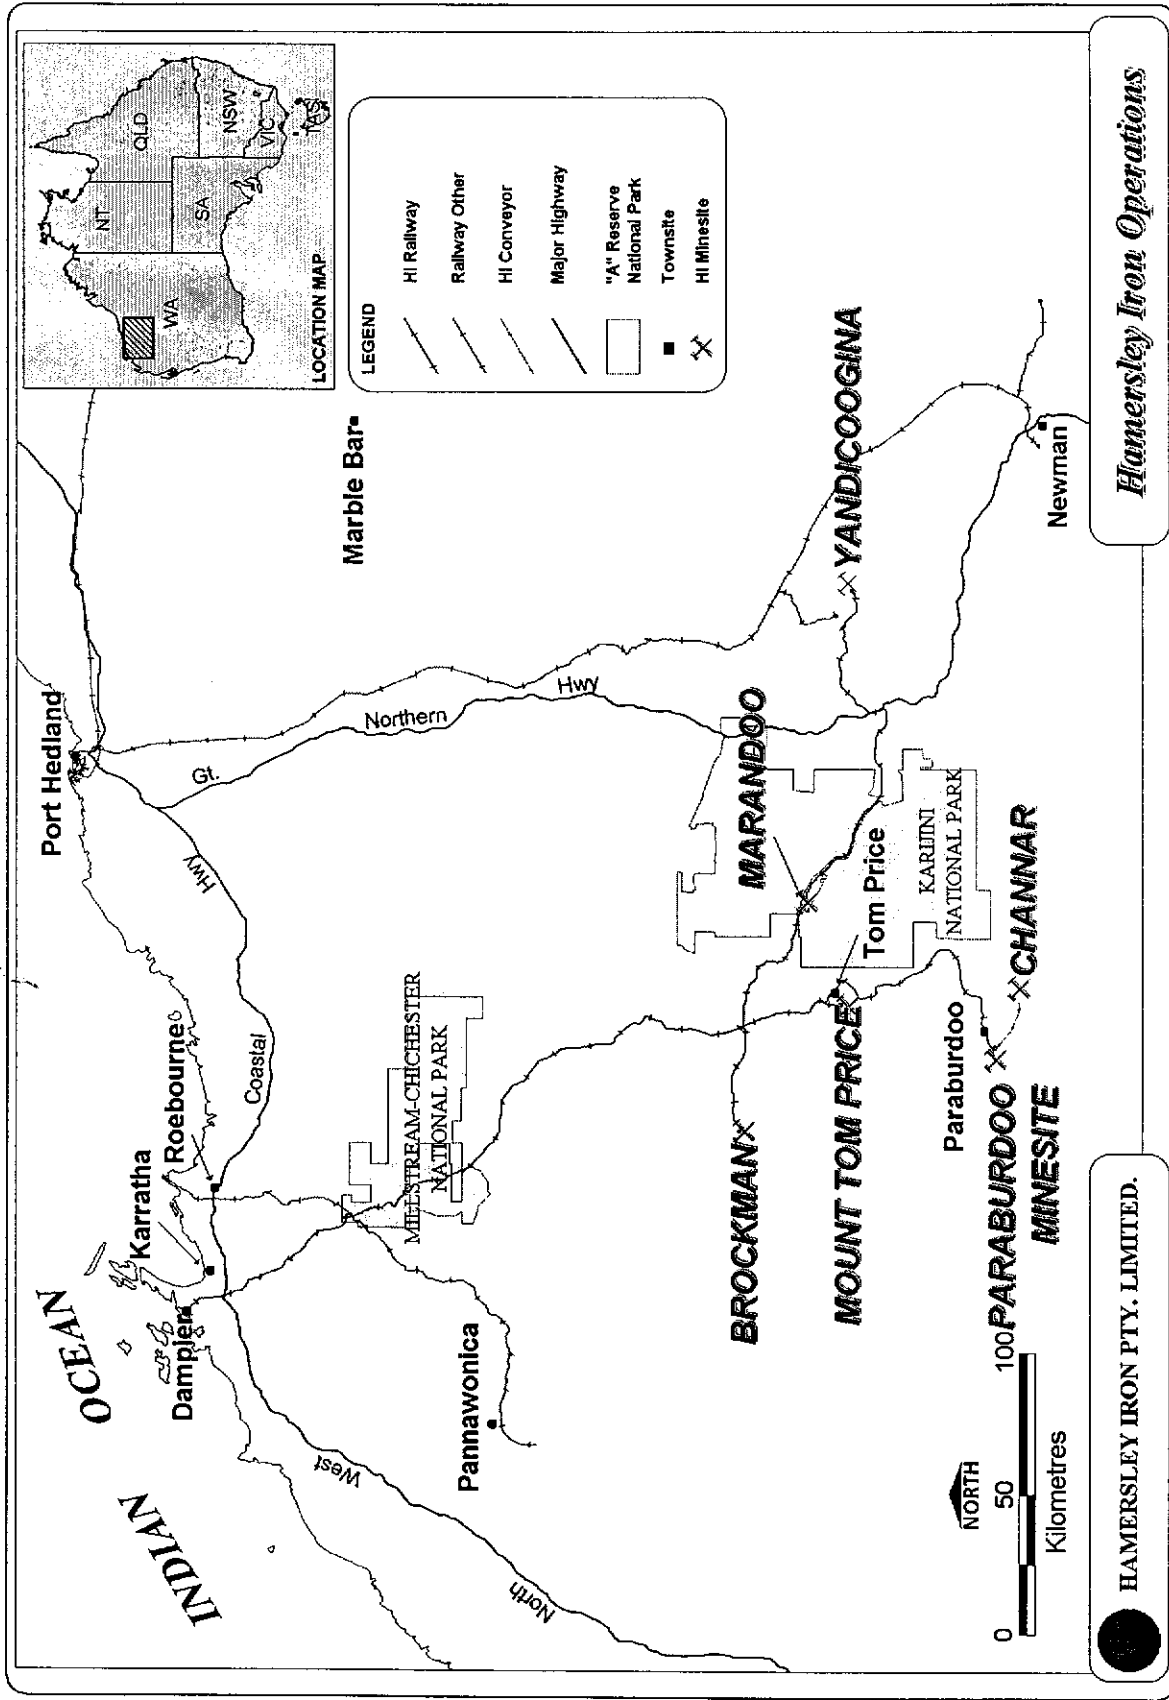 INDIAN
OCEAN
Dampier
Karratha
Roebourne
Port Hedland
Marble Bar
Coastal
Hwy
West
North
Gt.
Northern
Hwy
Pannawonica
MILLSTREAM-CHICHESTER
NATIONAL PARK
BROCKMAN
MOUNT TOM PRICE
Tom Price
MARANDOO
YANDICOOGINA
KARIJINI
NATIONAL PARK
Paraburdoo
PARABURDOO
MINESITE
CHANNAR
Newman
LOCATION MAP
WA
NT
SA
QLD
NSW
VIC
TAS
LEGEND
HI Railway
Railway Other
HI Conveyor
Major Highway
"A" Reserve
National Park
Townsite
HI Minesite
NORTH
0 50 100
Kilometres
HAMERSLEY IRON PTY. LIMITED.
Hamersley Iron Operations